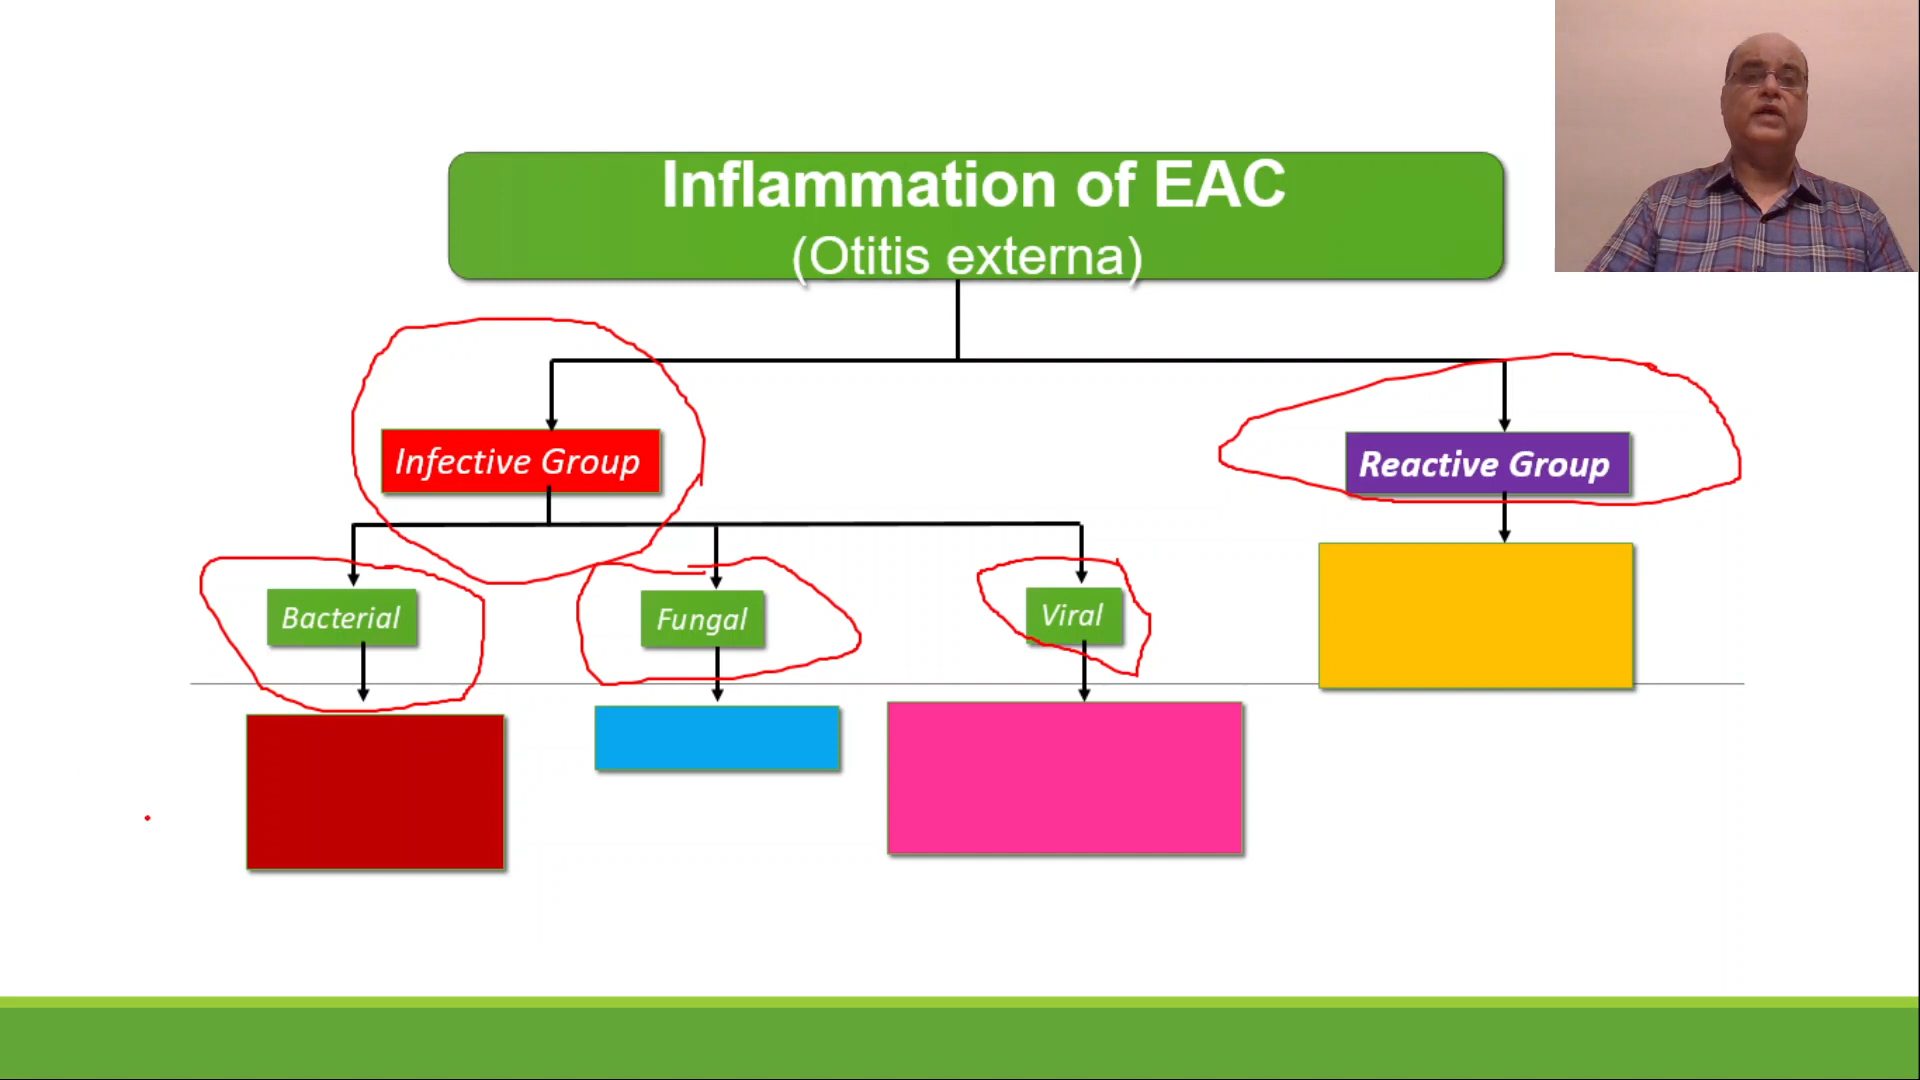 Inflammation of EAC
(Otitis externa)
Infective Group
Reactive Group
Bacterial
Fungal
Viral